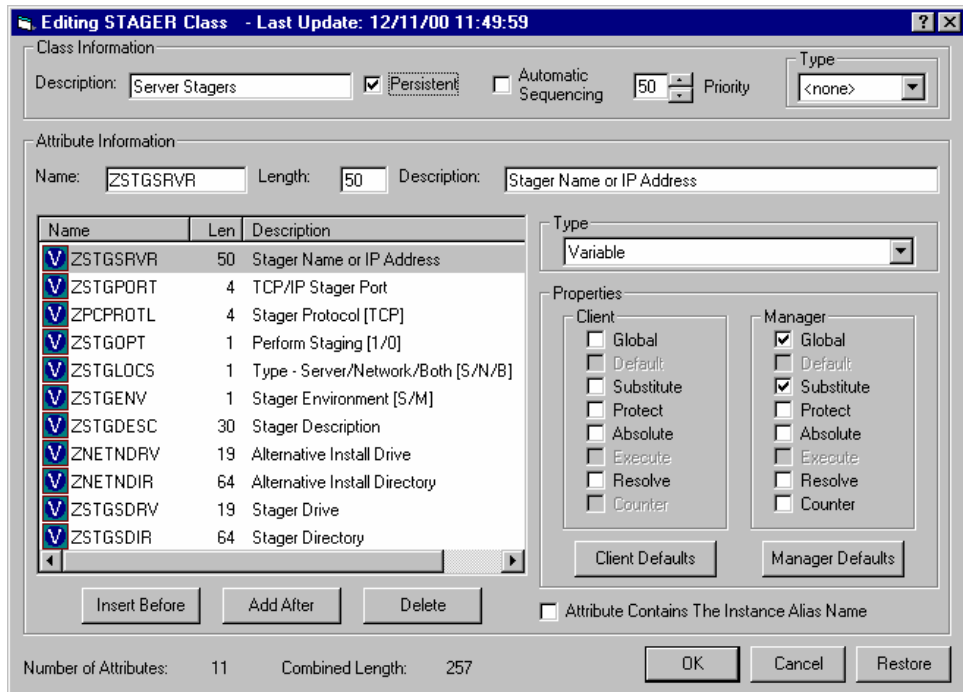 Editing STAGER Class - Last Update: 12/11/00 11:49:59
Class Information
Description: Server Stagers Persistent Automatic Sequencing 50 Priority Type <none>
Attribute Information
Name: ZSTGSRVR Length: 50 Description: Stager Name or IP Address
Name Len Description
V ZSTGSRVR 50 Stager Name or IP Address
V ZSTGPORT 4 TCP/IP Stager Port
V ZPCPROTL 4 Stager Protocol [TCP]
V ZSTGOPT 1 Perform Staging [1/0]
V ZSTGLOCS 1 Type - Server/Network/Both [S/N/B]
V ZSTGENV 1 Stager Environment [S/M]
V ZSTGDESC 30 Stager Description
V ZNETNDRV 19 Alternative Install Drive
V ZNETNDIR 64 Alternative Install Directory
V ZSTGSDRV 19 Stager Drive
V ZSTGSDIR 64 Stager Directory
Insert Before Add After Delete
Type
Variable
Properties
Client
Global
Default
Substitute
Protect
Absolute
Execute
Resolve
Counter
Client Defaults
Manager
Global
Default
Substitute
Protect
Absolute
Execute
Resolve
Counter
Manager Defaults
Attribute Contains The Instance Alias Name
Number of Attributes: 11 Combined Length: 257
OK Cancel Restore